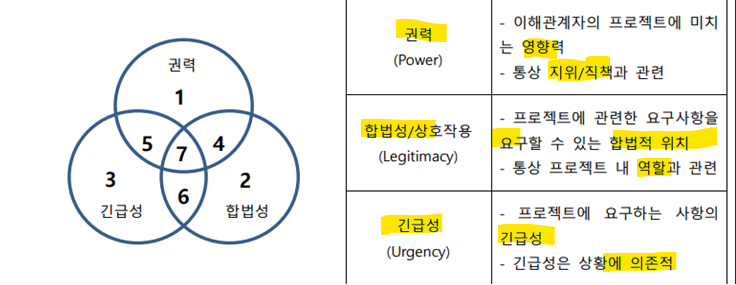 권력
1
5
7
4
3
6
2
긴급성
합법성
권력
(Power)
- 이해관계자의 프로젝트에 미치
는 영향력
- 통상 지위/직책과 관련
합법성/상호작용
(Legitimacy)
- 프로젝트에 관련한 요구사항을
요구할 수 있는 합법적 위치
- 통상 프로젝트 내 역할과 관련
긴급성
(Urgency)
- 프로젝트에 요구하는 사항의
긴급성
- 긴급성은 상황에 의존적